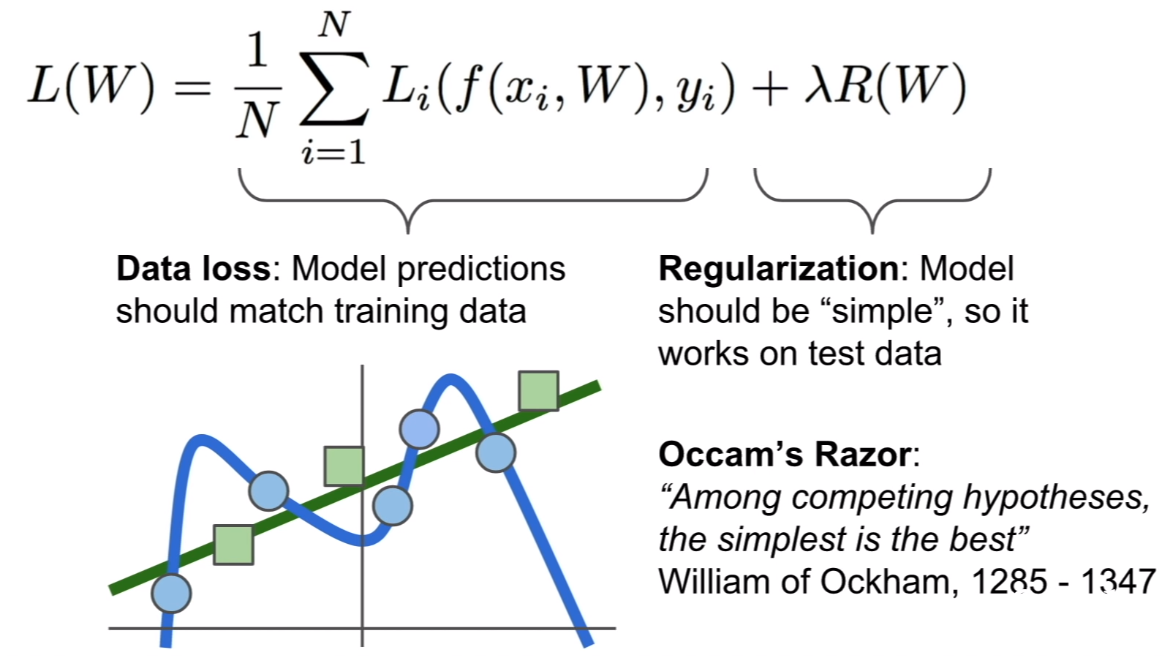 L(W) = \frac{1}{N} \sum_{i=1}^{N} L_i(f(x_i, W), y_i) + λR(W)
Data loss: Model predictions
should match training data
Regularization: Model
should be “simple”, so it
works on test data
Occam’s Razor:
“Among competing hypotheses,
the simplest is the best”
William of Ockham, 1285 - 1347